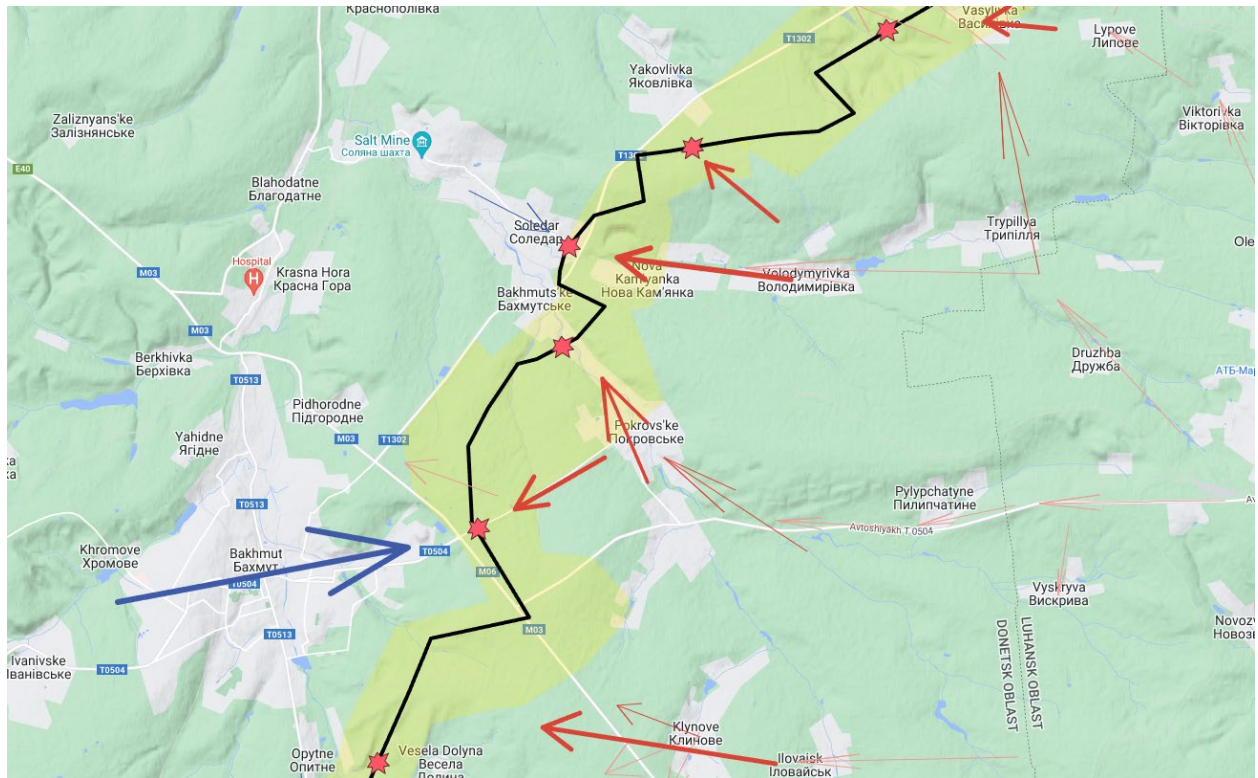 Краснополівка
Vasylivka
Василівка
T1302
Lypove
Липове
Yakovlivka
Яковлівка
Zaliznyans'ke
Залізнянське
Viktorivka
Вікторівка
Salt Mine
Соляна шахта
E40
Blahodatne
Благодатне
Soledar
Соледар
Trypillya
Трипілля
Hospital
Krasna Hora
Красна Гора
M03
Nova
Kamyanka
Нова Кам'янка
Volodymyrivka
Володимирівка
Bakhmuts'ke
Бахмутське
M03
Berkhivka
Берхівка
T0513
Druzhba
Дружба
Pidhorodne
Підгородне
M03
T1302
Yahidne
Ягідне
Pokrovs'ke
Покровське
Pylypchatyne
Пилипчатине
T0513
Avtoshlyakh T 0504
Khromove
Хромове
Bakhmut
Бахмут
T0504
T0504
M06
Vyskryva
Вискрива
T0513
M03
DONETSK OBLAST
LUHANSK OBLAST
Ivanivske
T0504
Klynove
Кличове
Opytne
Опитне
Vesela Dolyna
Весела
Долина
Ilovaisk
Іловайськ